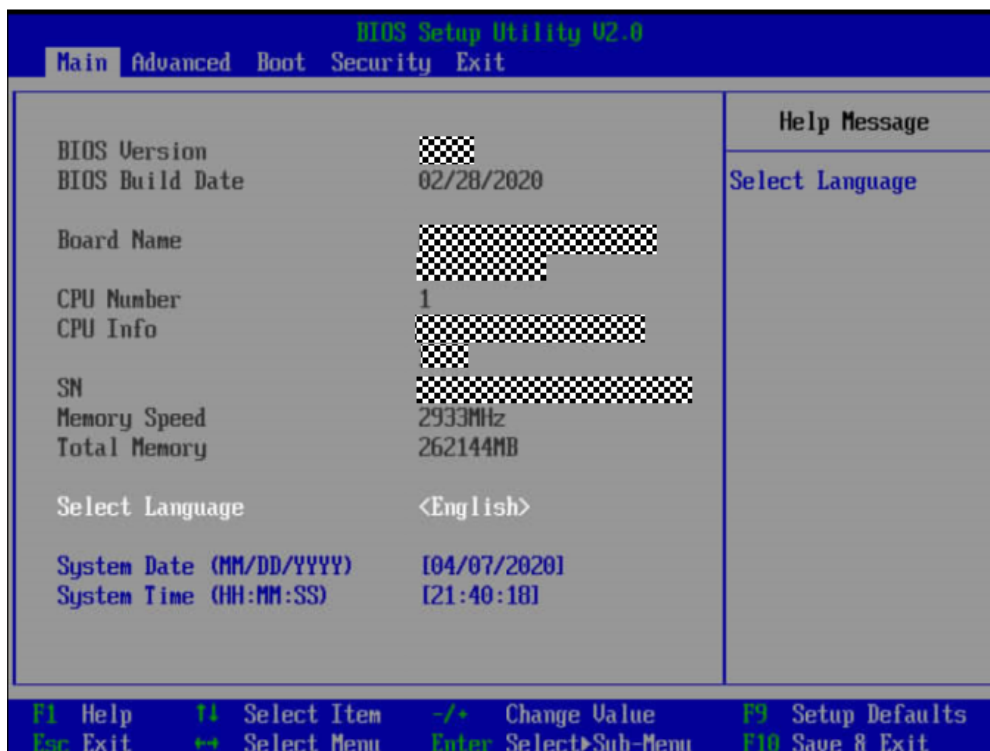 BIOS Setup Utility V2.0
Main Advanced Boot Security Exit
Help Message
Select Language
BIOS Version
BIOS Build Date 02/28/2020
Board Name
CPU Number 1
CPU Info
SN
Memory Speed 2933MHz
Total Memory 262144MB
Select Language <English>
System Date (MM/DD/YYYY) [04/07/2020]
System Time (HH:MM:SS) [21:40:18]
F1 Help ↑↓ Select Item -/+ Change Value F9 Setup Defaults
Esc Exit ←→ Select Menu Enter Select▶Sub-Menu F10 Save & Exit